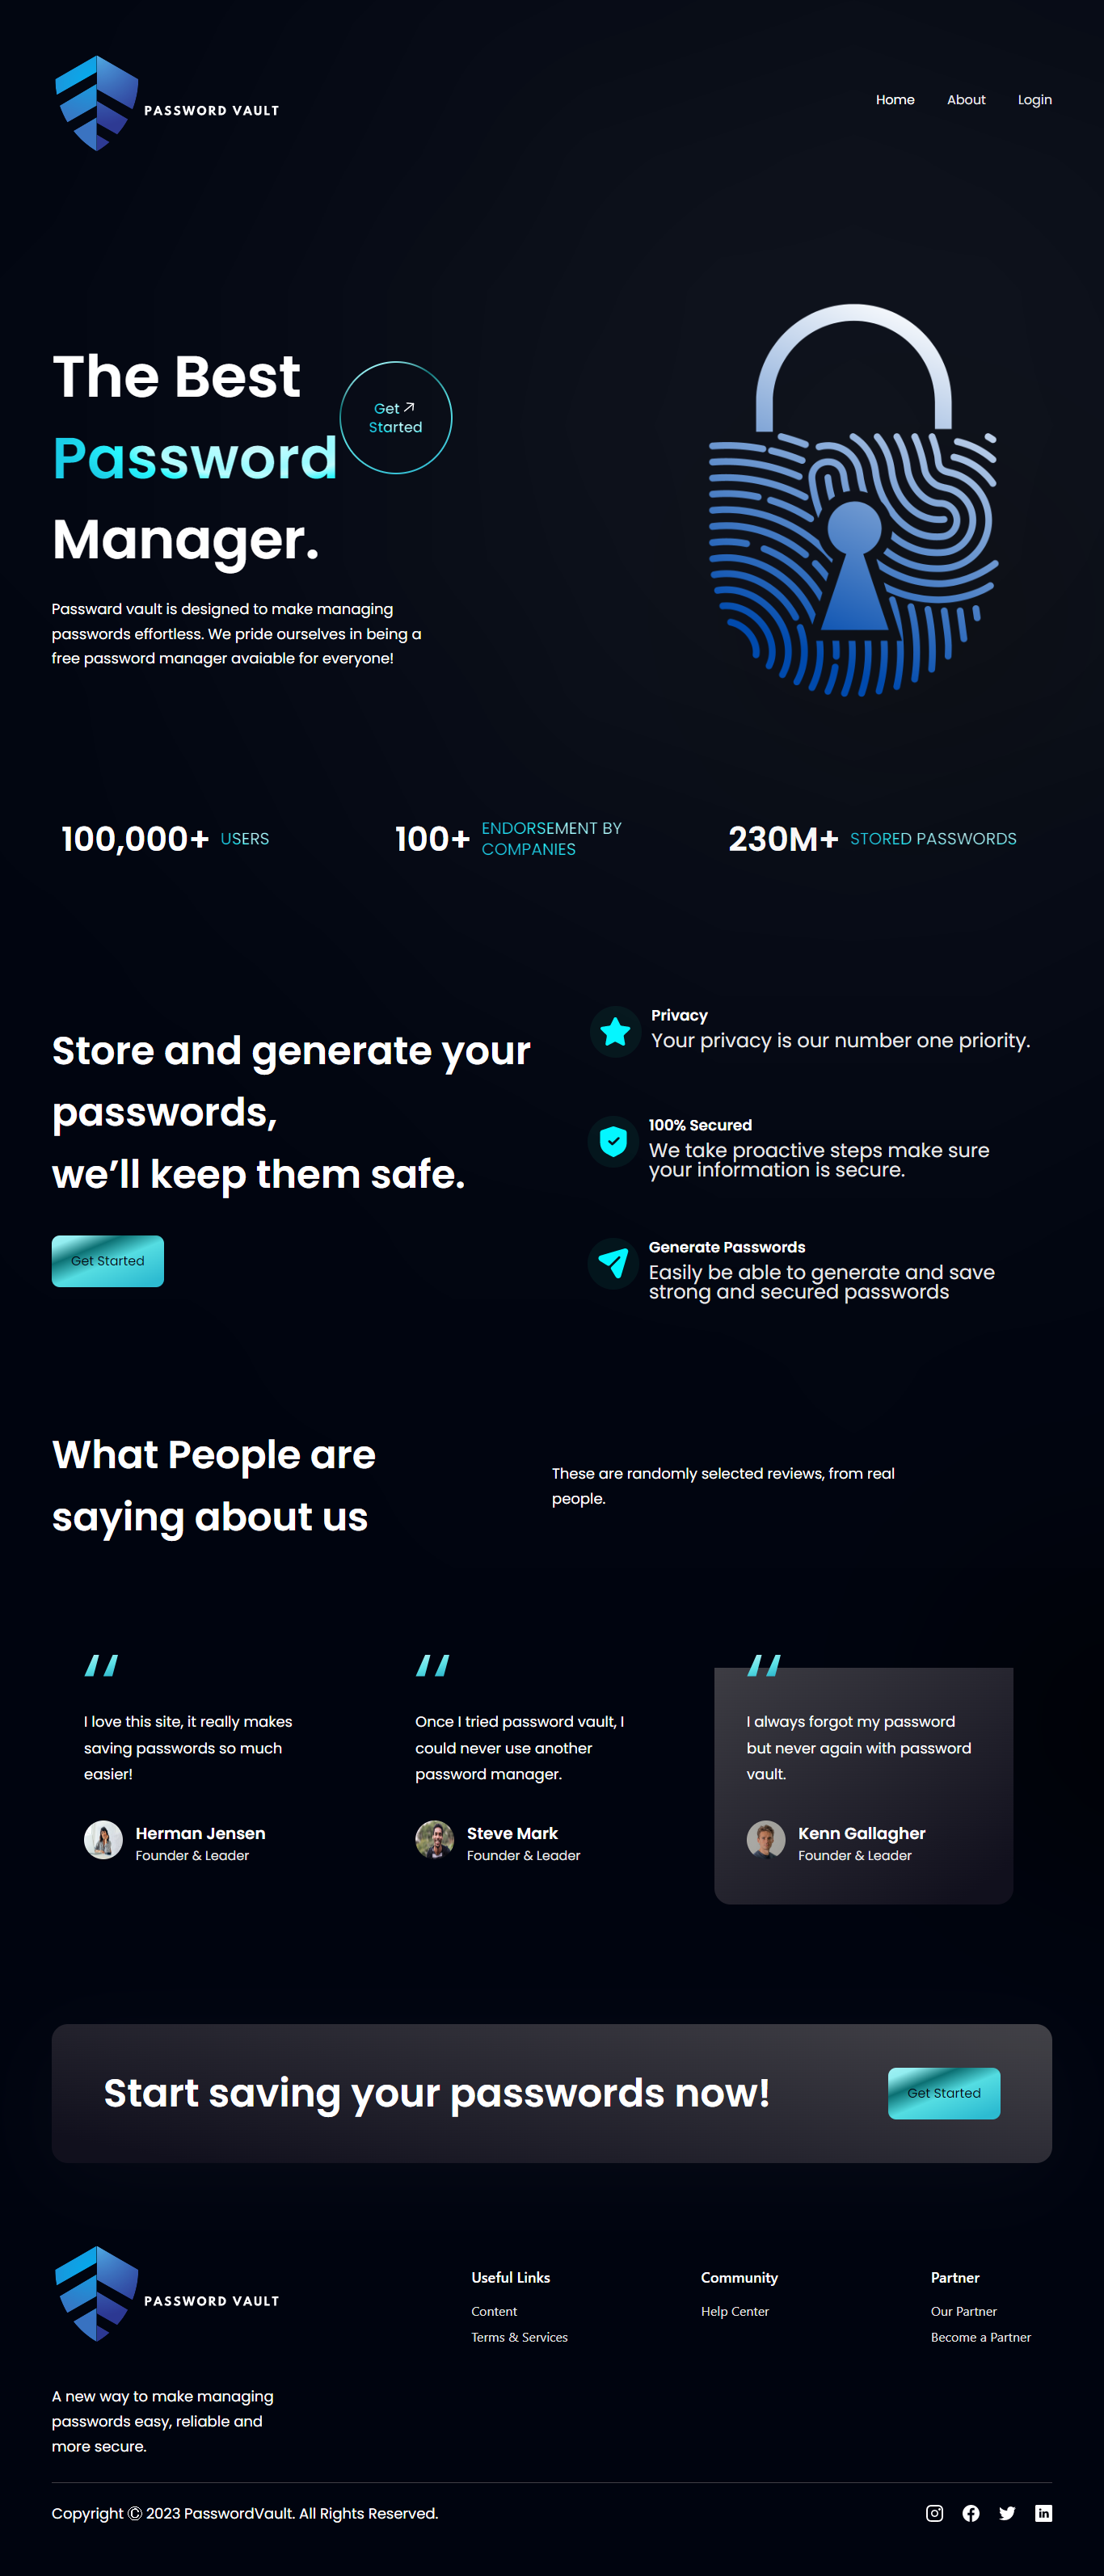 PASSWORD VAULT
Home
About
Login
The Best
Password
Manager.
Get
Started
Passward vault is designed to make managing
passwords effortless. We pride ourselves in being a
free password manager avaiable for everyone!
100,000+ USERS
100+ ENDORSEMENT BY
COMPANIES
230M+ STORED PASSWORDS
Store and generate your
passwords,
we’ll keep them safe.
Get Started
Privacy
Your privacy is our number one priority.
100% Secured
We take proactive steps make sure
your information is secure.
Generate Passwords
Easily be able to generate and save
strong and secured passwords
What People are
saying about us
These are randomly selected reviews, from real
people.
I love this site, it really makes
saving passwords so much
easier!
Herman Jensen
Founder & Leader
Once I tried password vault, I
could never use another
password manager.
Steve Mark
Founder & Leader
I always forgot my password
but never again with password
vault.
Kenn Gallagher
Founder & Leader
Start saving your passwords now!
Get Started
PASSWORD VAULT
A new way to make managing
passwords easy, reliable and
more secure.
Useful Links
Content
Terms & Services
Community
Help Center
Partner
Our Partner
Become a Partner
Copyright Ⓒ 2023 PasswordVault. All Rights Reserved.